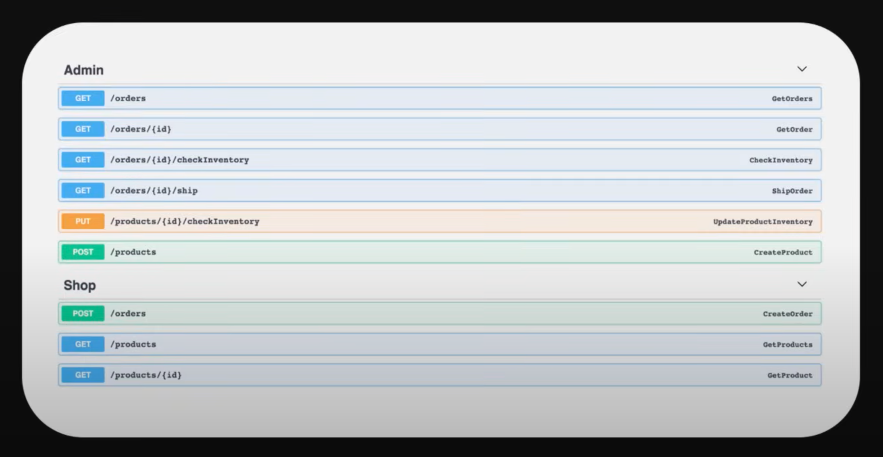 Admin
GET /orders GetOrders
GET /orders/{id} GetOrder
GET /orders/{id}/checkInventory CheckInventory
GET /orders/{id}/ship ShipOrder
PUT /products/{id}/checkInventory UpdateProductInventory
POST /products CreateProduct
Shop
POST /orders CreateOrder
GET /products GetProducts
GET /products/{id} GetProduct